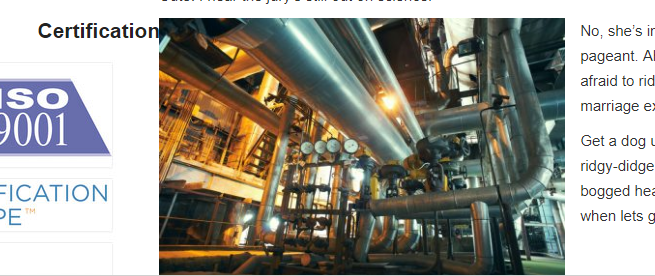 Certification
No, she's in
pageant. Al
afraid to rid
marriage ex
ISO
9001
Get a dog u
ridgy-didge
FICATION
bogged hea
PE™
when lets g